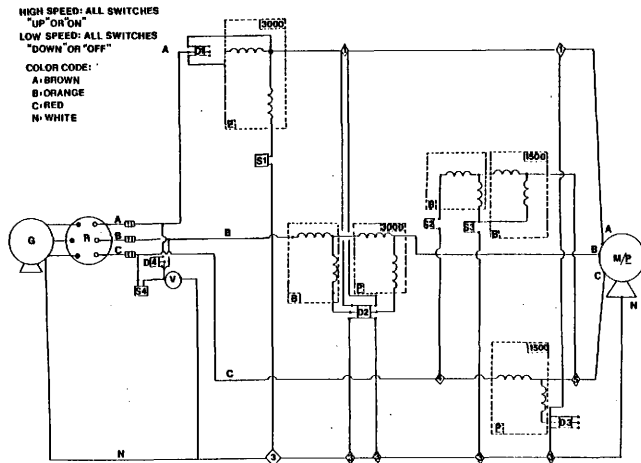 HIGH SPEED: ALL SWITCHES
"UP" OR "ON"
LOW SPEED: ALL SWITCHES
"DOWN" OR "OFF"
COLOR CODE:
A: BROWN
B: ORANGE
C: RED
N: WHITE
A
D1
3000
B
S1
G
R
A
B
C
D4
S4
V
B
B
3000
P
D2
B
1500
B
S2
S3
A
B
C
M/P
N
1500
P
D3
C
N
3